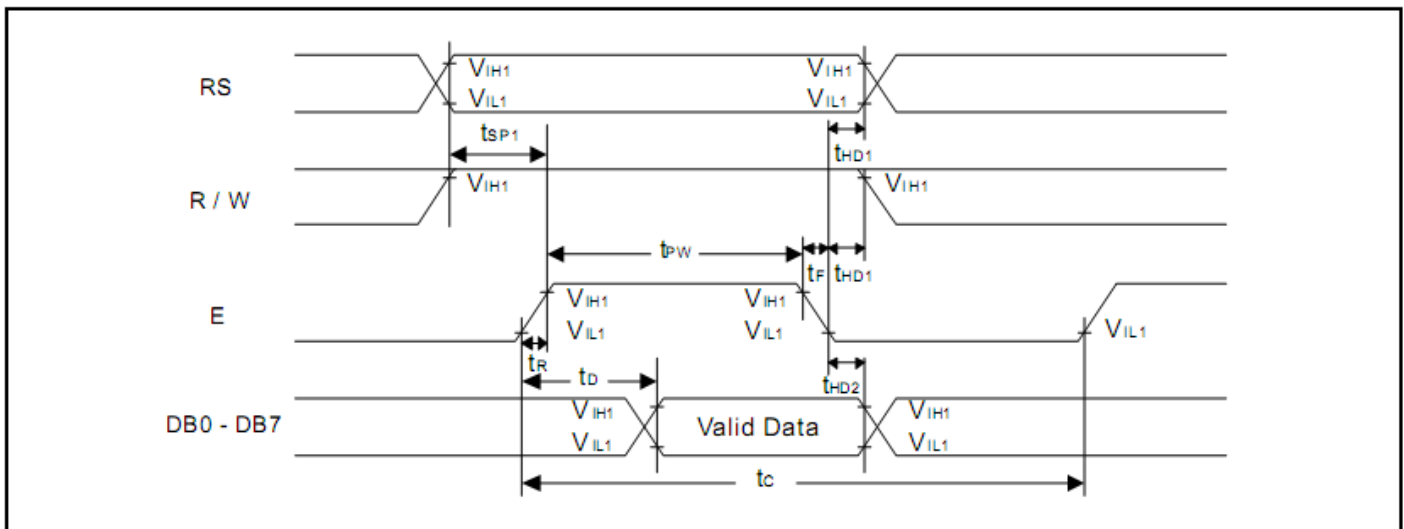 RS
VIH1
VIL1
VIH1
VIL1
tSP1
tHD1
R / W
VIH1
VIH1
tPW
tF
tHD1
E
VIH1
VIL1
VIH1
VIL1
VIL1
tR
tD
tHD2
DB0 - DB7
VIH1
VIL1
Valid Data
VIH1
VIL1
tC